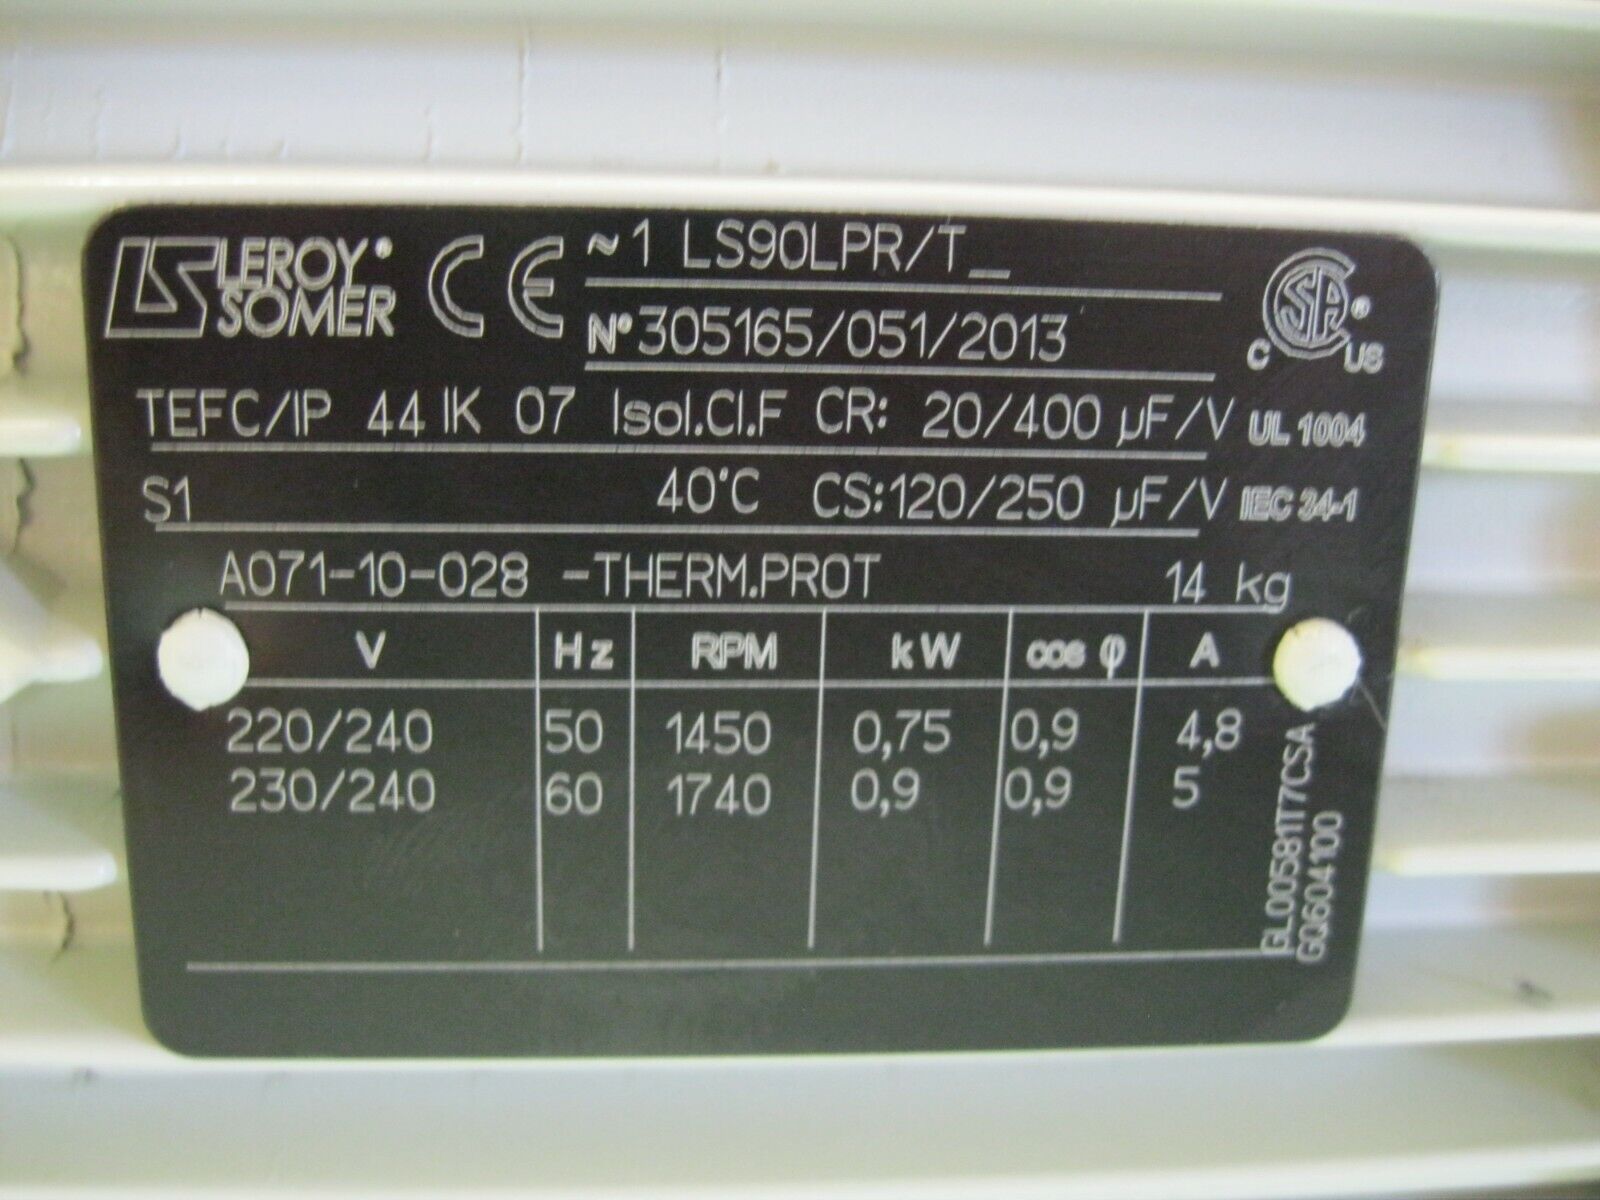 LEROY®
SOMER
CE
~1 LS90LPR/T_
N° 305165/051/2013
C CSA® US
TEFC/IP 44 IK 07 Isol.Cl.F CR: 20/400 µF/V UL 1004
S1 40°C CS:120/250 µF/V IEC 34-1
A071-10-028 -THERM.PROT 14 kg
V Hz RPM kW cos φ A
220/240 50 1450 0,75 0,9 4,8
230/240 60 1740 0,9 0,9 5
GL00581T7CSA
GQ604100